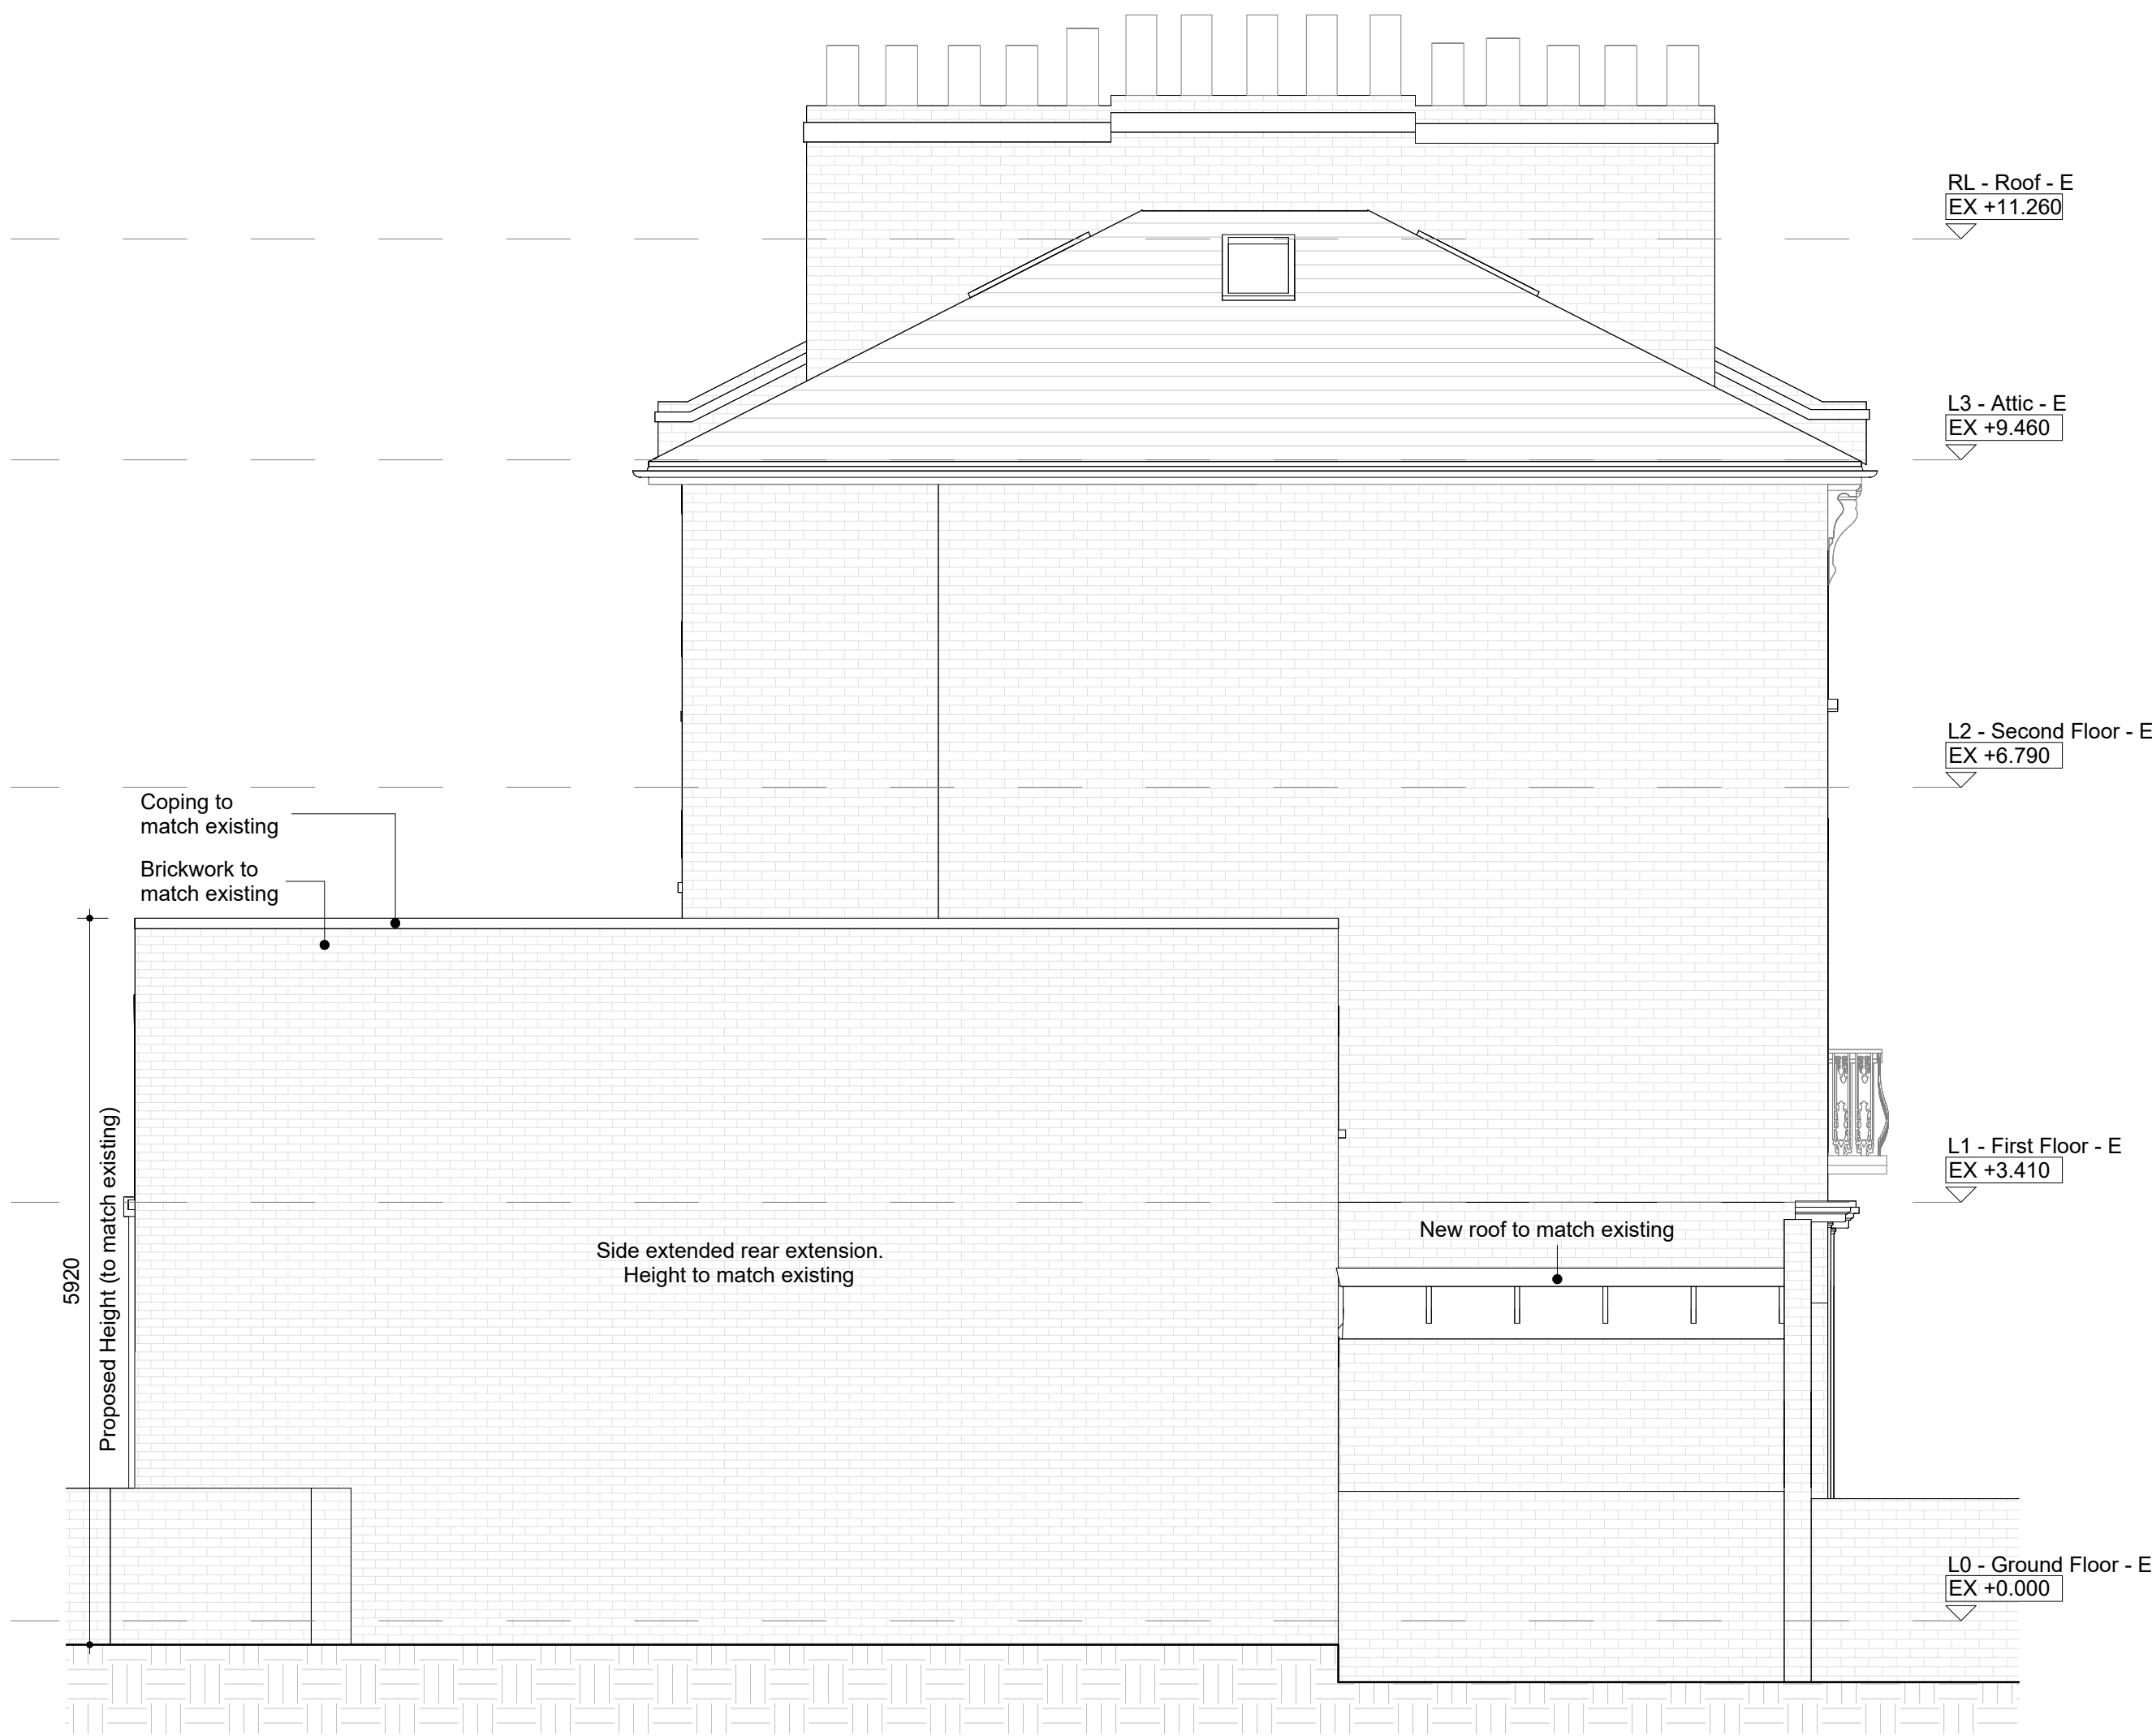 RL - Roof - E
EX +11.260
L3 - Attic - E
EX +9.460
L2 - Second Floor - E
EX +6.790
Coping to
match existing
Brickwork to
match existing
L1 - First Floor - E
EX +3.410
New roof to match existing
Side extended rear extension.
Height to match existing
5920
Proposed Height (to match existing)
L0 - Ground Floor - E
EX +0.000